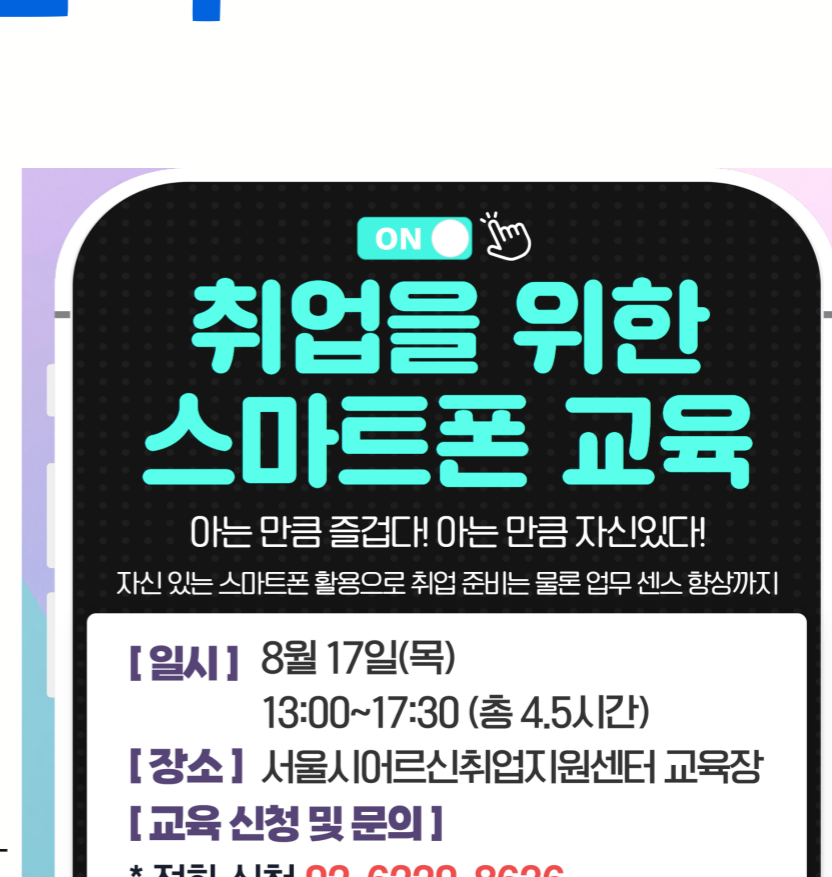 ON
취업을 위한
스마트폰 교육
아는 만큼 즐겁다! 아는 만큼 자신있다!
자신 있는 스마트폰 활용으로 취업 준비는 물론 업무 센스 향상까지
[일시] 8월 17일(목)
13:00~17:30 (총 4.5시간)
[장소] 서울시어르신취업지원센터 교육장
[교육 신청 및 문의]
* 전화 신청